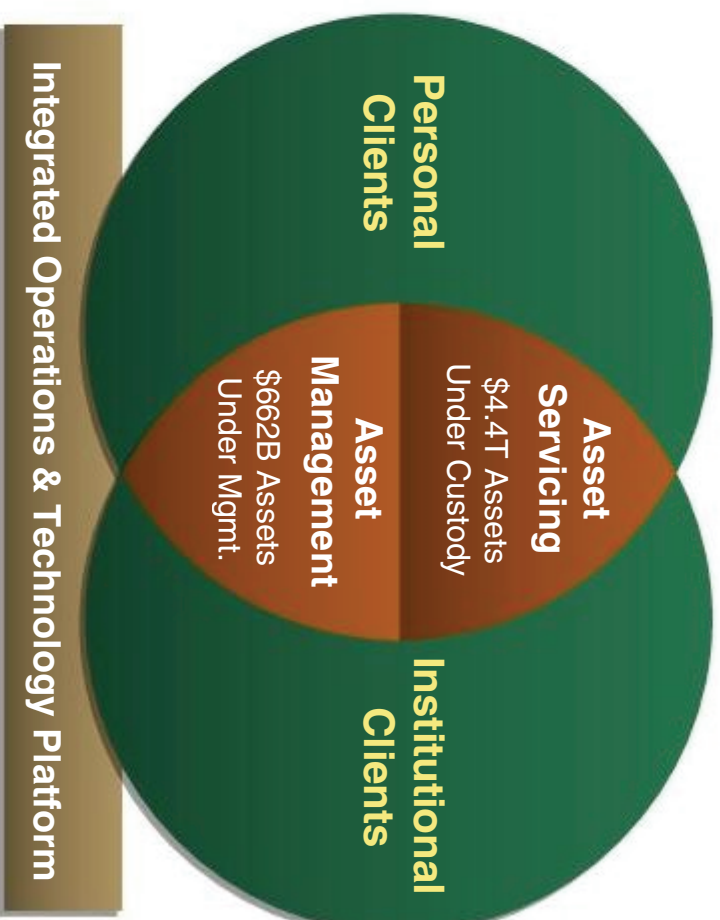 Personal
Clients
Asset
Servicing
$4.4T Assets
Under Custody
Asset
Management
$662B Assets
Under Mgmt.
Institutional
Clients
Integrated Operations & Technology Platform